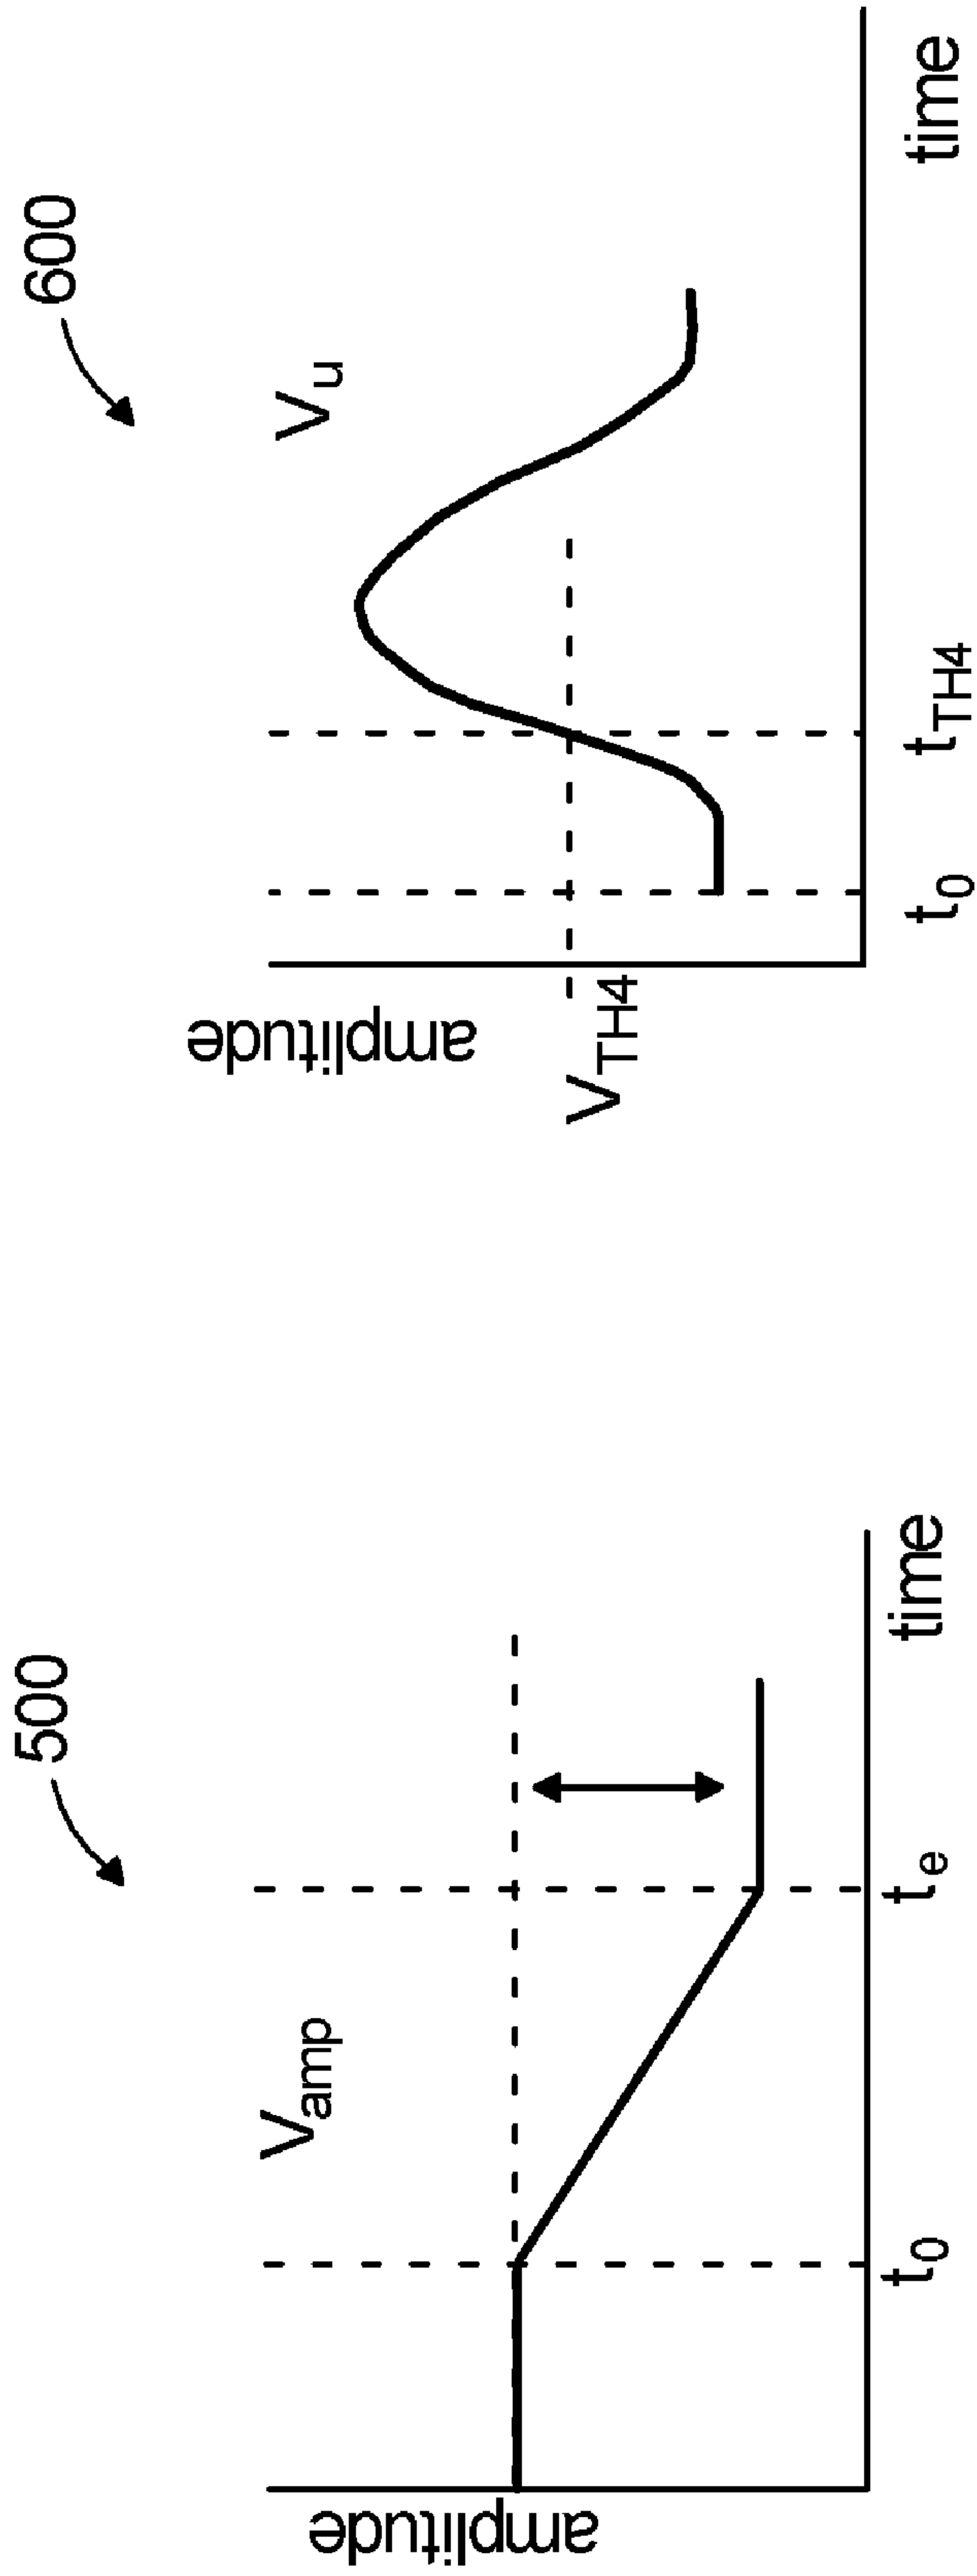 500
V_amp
amplitude
t_0
t_e
time
600
V_u
amplitude
V_TH4
t_0
t_TH4
time